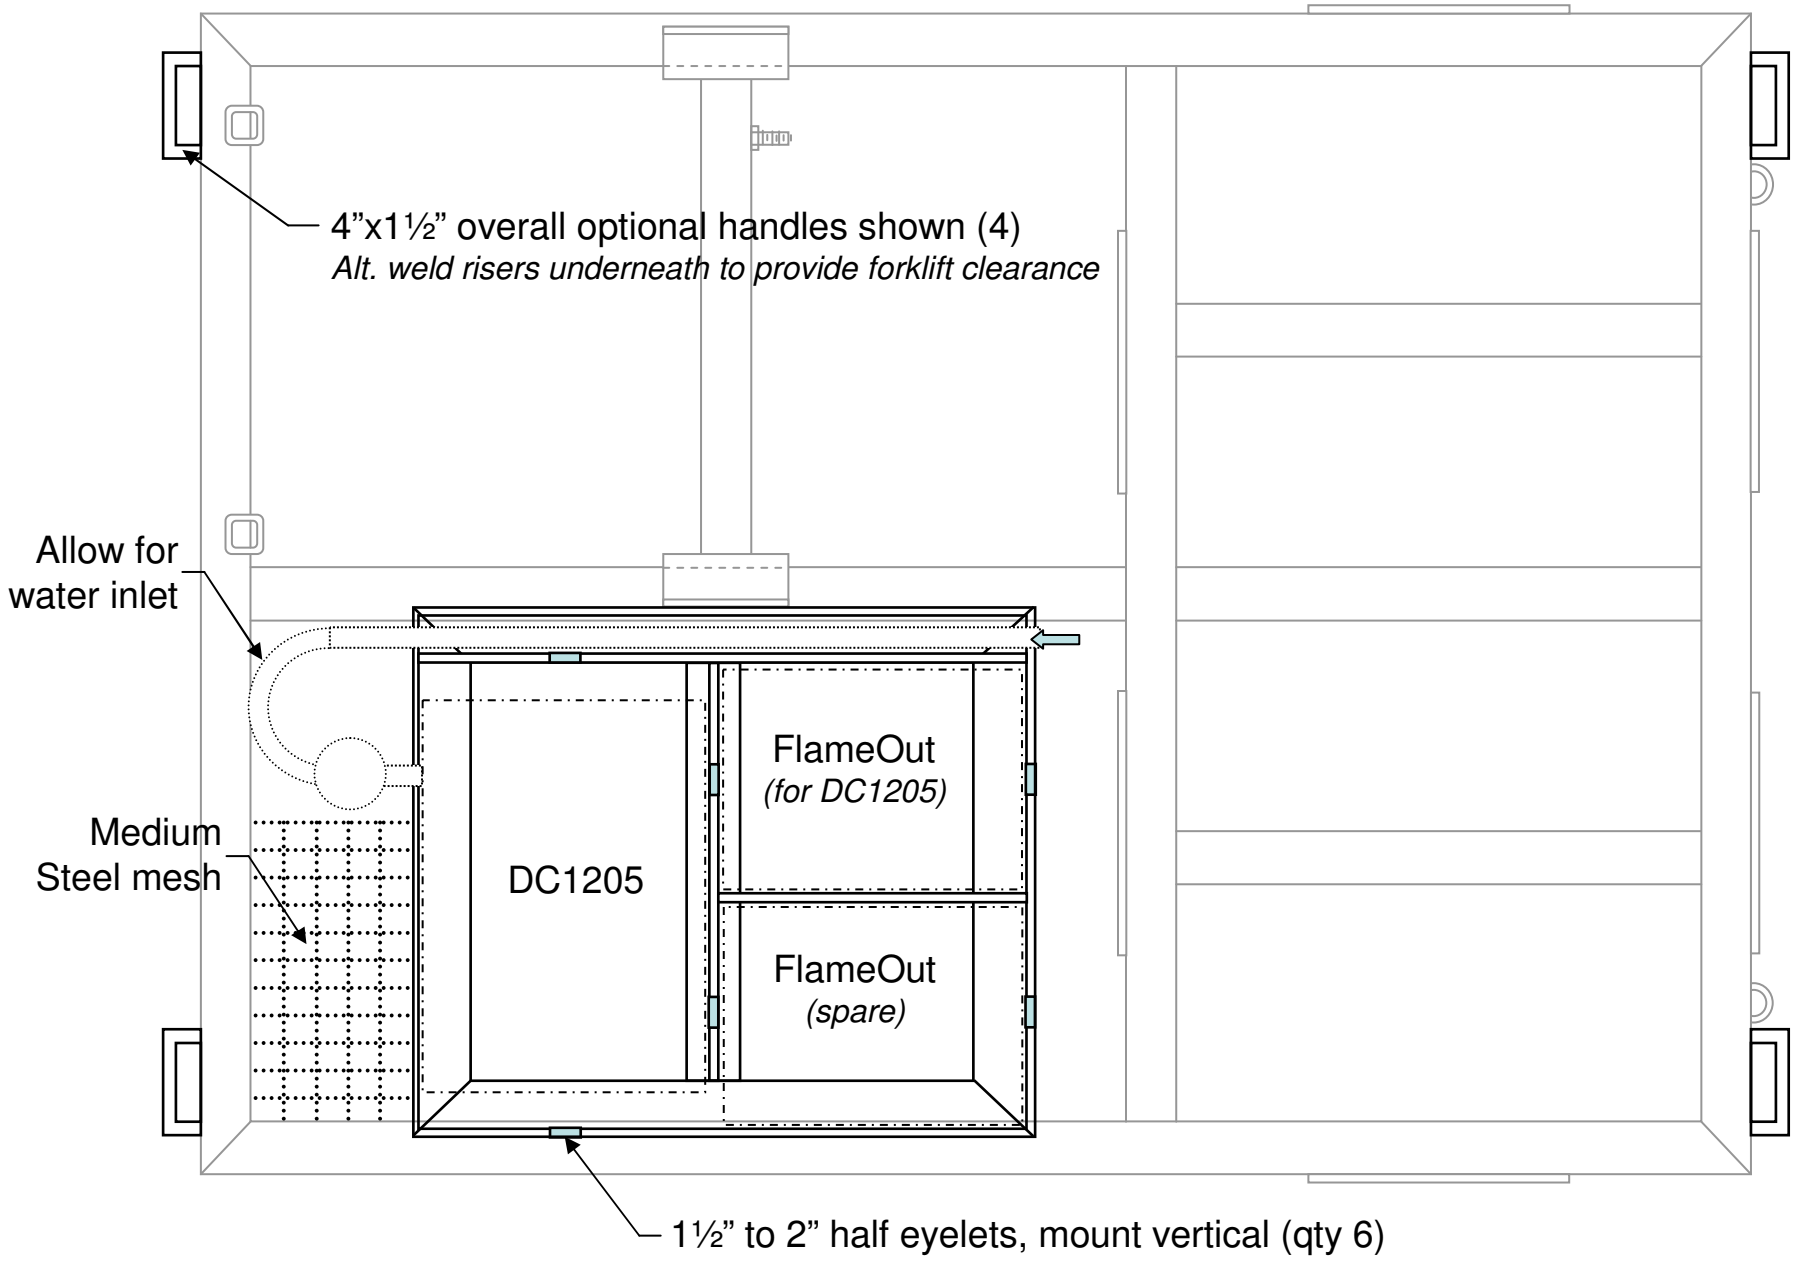 4”x1½” overall optional handles shown (4)
Alt. weld risers underneath to provide forklift clearance
Allow for
water inlet
FlameOut
(for DC1205)
Medium
Steel mesh
DC1205
FlameOut
(spare)
1½” to 2” half eyelets, mount vertical (qty 6)